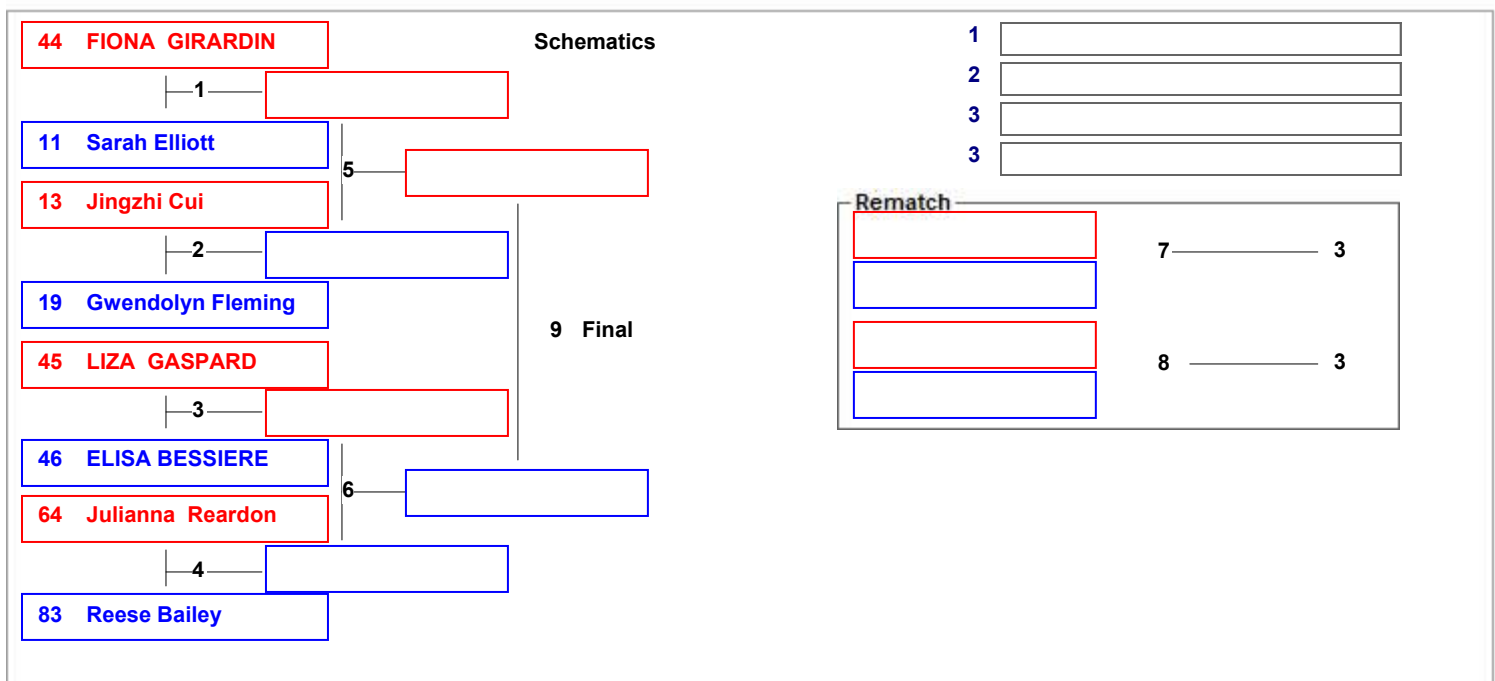 44 FIONA GIRARDIN
Schematics
1
1
2
11 Sarah Elliott
3
3
5
13 Jingzhi Cui
Rematch
2
7 3
19 Gwendolyn Fleming
9 Final
45 LIZA GASPARD
8 3
3
46 ELISA BESSIERE
6
64 Julianna Reardon
4
83 Reese Bailey